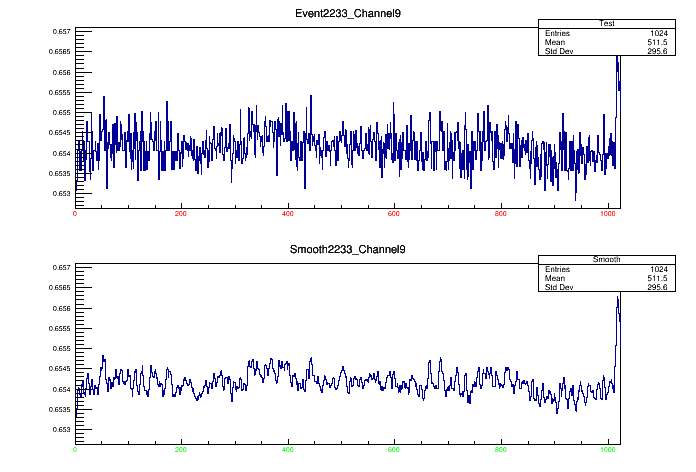 Event2233_Channel9
Test
Entries 1024
Mean 511.5
Std Dev 295.6
0.657
0.6565
0.656
0.6555
0.655
0.6545
0.654
0.6535
0.653
0 200 400 600 800 1000
Smooth2233_Channel9
Smooth
Entries 1024
Mean 511.5
Std Dev 295.6
0.657
0.6565
0.656
0.6555
0.655
0.6545
0.654
0.6535
0.653
0 200 400 600 800 1000